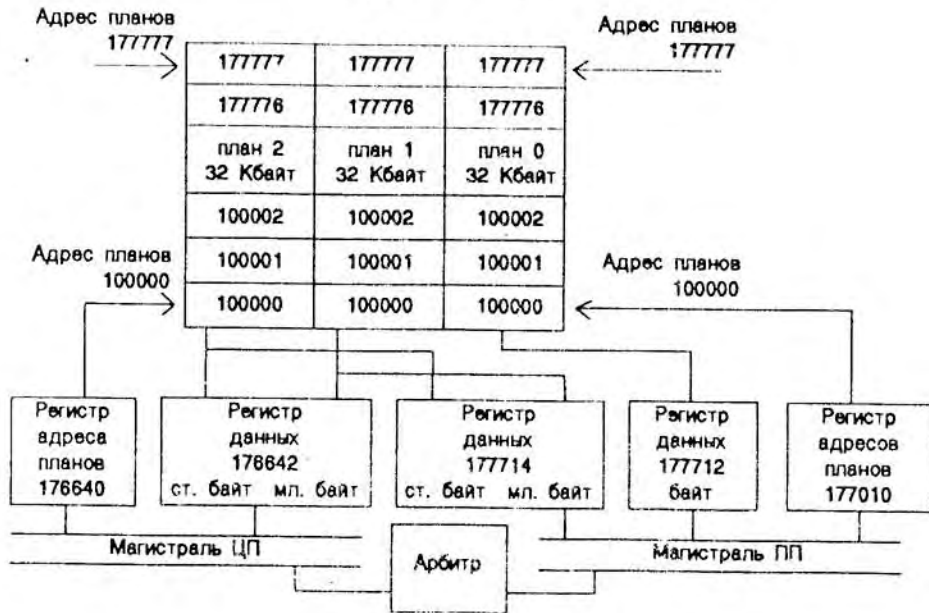 Адрес планов
177777
Адрес планов
177777
177777 177777 177777
177776 177776 177776
план 2 план 1 план 0
32 Кбайт 32 Кбайт 32 Кбайт
100002 100002 100002
100001 100001 100001
100000 100000 100000
Адрес планов
100000
Адрес планов
100000
Регистр
адреса
планов
176640
Регистр
данных
176642
ст. байт мл. байт
Регистр
данных
177714
ст. байт мл. байт
Регистр
данных
177712
байт
Регистр
адресов
планов
177010
Магистраль ЦП
Арбитр
Магистраль ПП